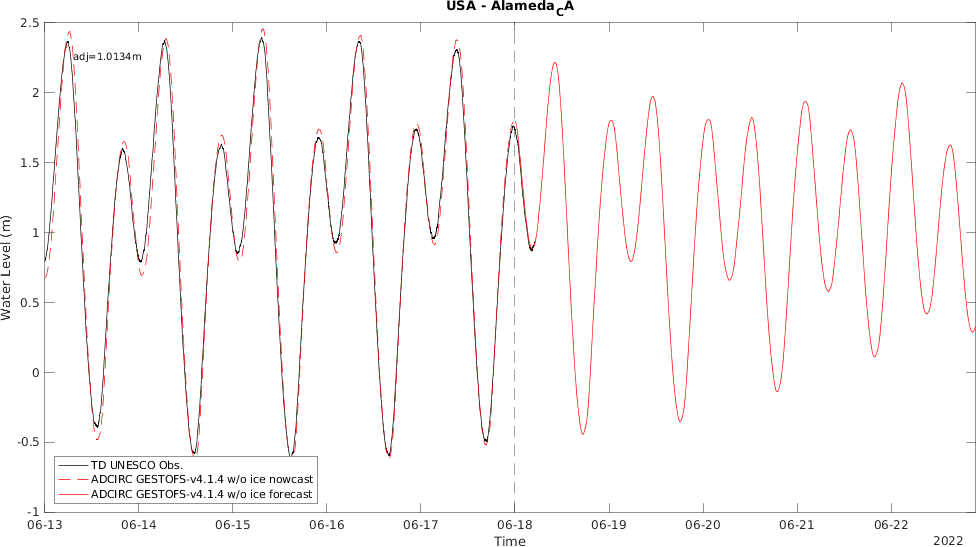 USA - Alameda_CA
2.5
adj=1.0134m
2
1.5
1
0.5
0
-0.5
-1
Water Level (m)
TD UNESCO Obs.
ADCIRC GESTOFS-v4.1.4 w/o ice nowcast
ADCIRC GESTOFS-v4.1.4 w/o ice forecast
06-13 06-14 06-15 06-16 06-17 06-18 06-19 06-20 06-21 06-22
Time
2022